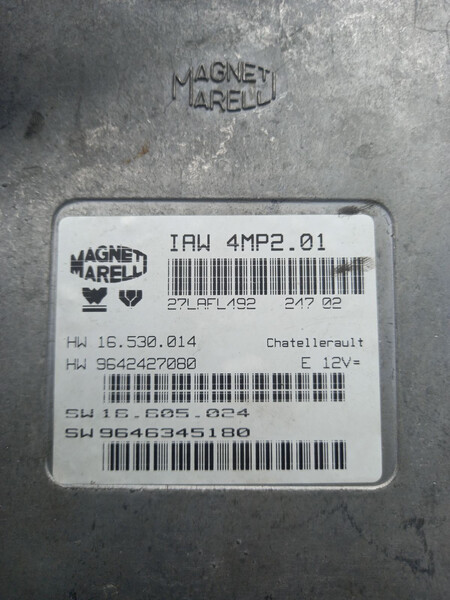 MAGNETI
MARELLI
MAGNETI
MARELLI
IAW 4MP2.01
27LAFL492 247 02
HW 16.530.014 Chatellerault
HW 9642427080 E 12V=
SW 16.605.024
SW 9646345180